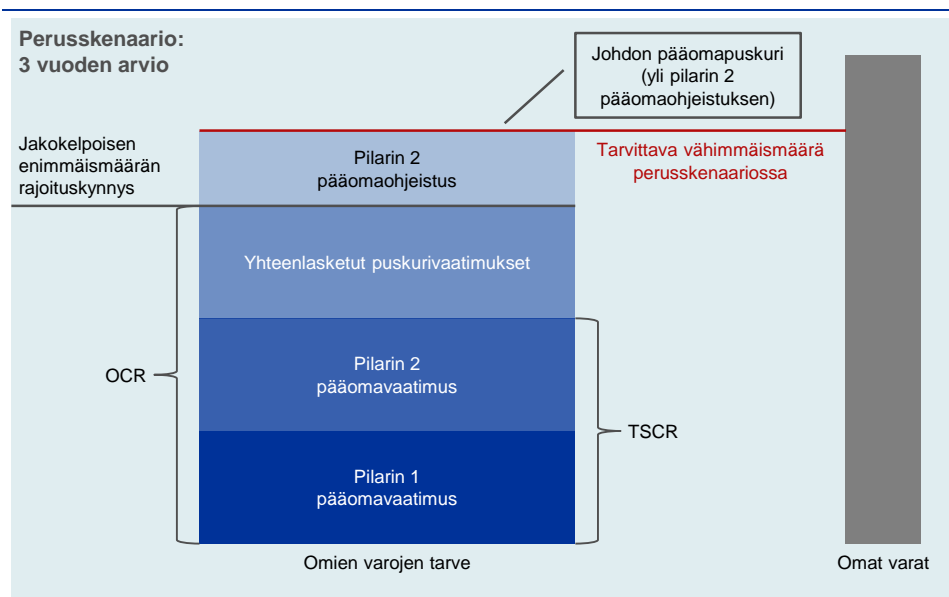 Perusskenaario:
3 vuoden arvio
Johdon pääomapuskuri
(yli pilarin 2
pääomaohjeistuksen)
Jakokelpoisen
enimmäismäärän
rajoituskynnys
Pilarin 2
pääomaohjeistus
Tarvittava vähimmäismäärä
perusskenaariossa
Yhteenlasketut puskurivaatimukset
OCR
Pilarin 2
pääomavaatimus
TSCR
Pilarin 1
pääomavaatimus
Omien varojen tarve
Omat varat